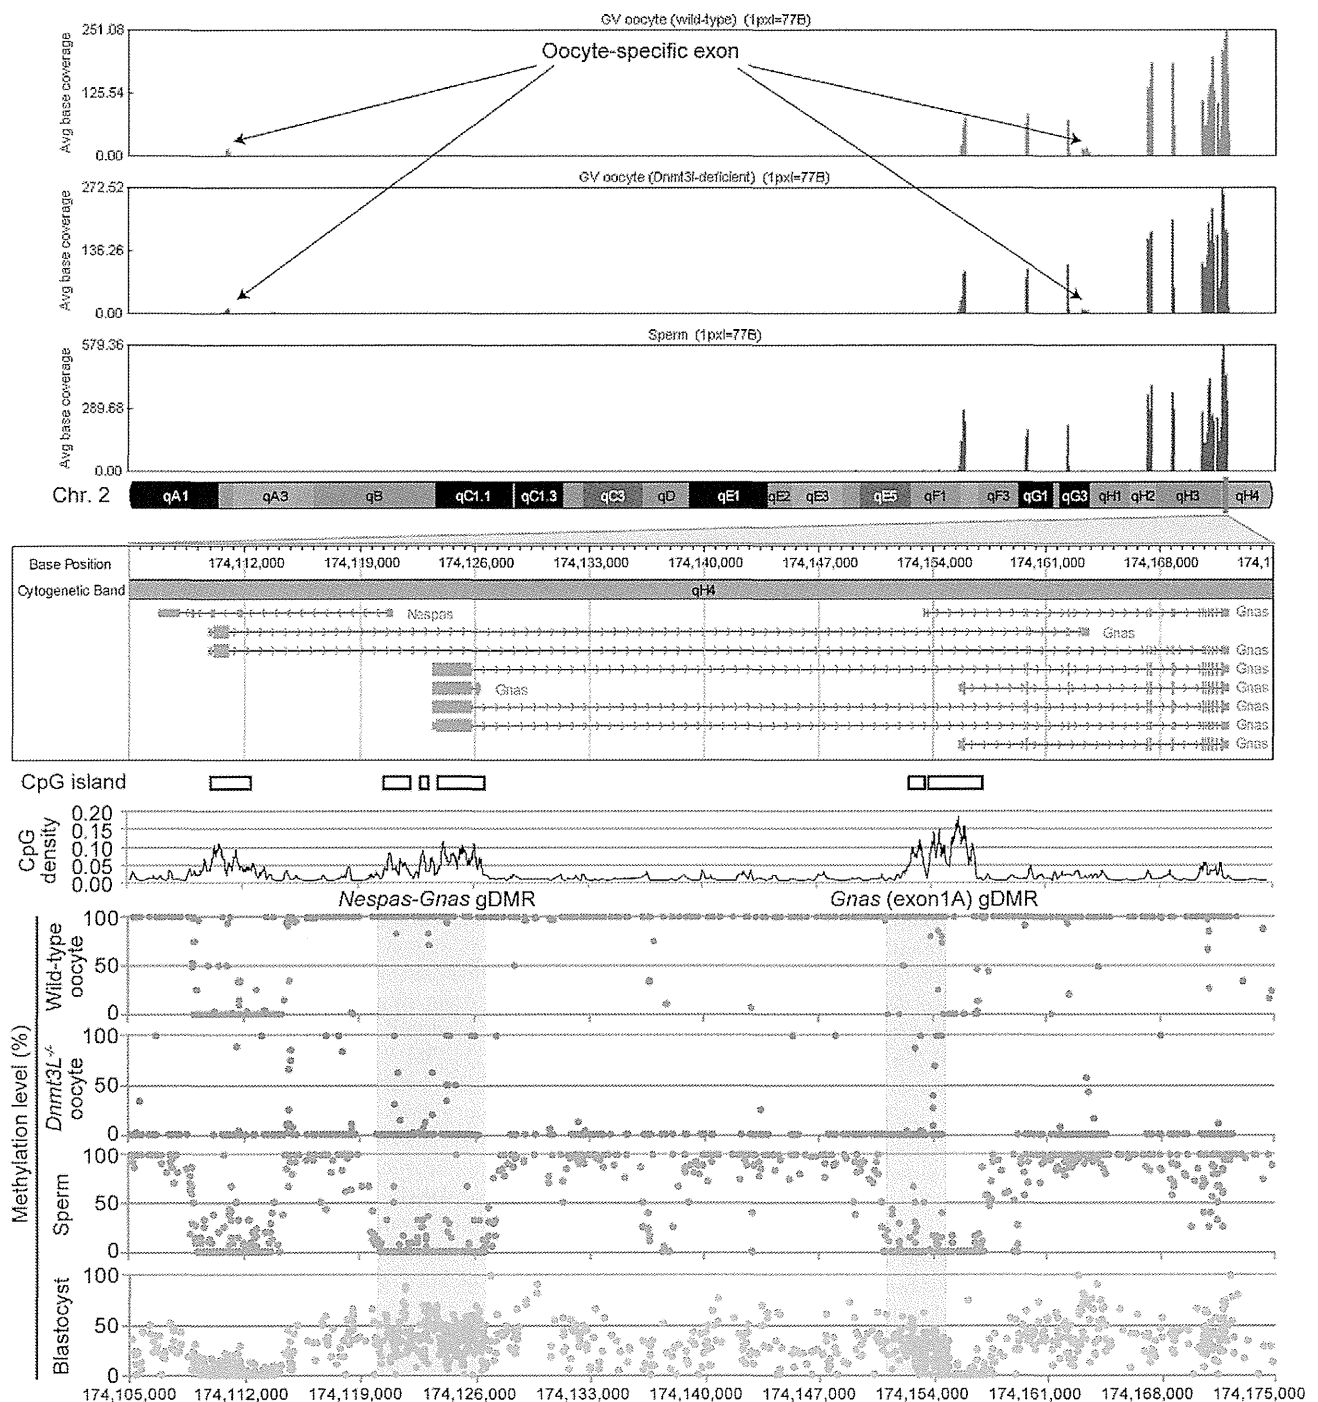 GV oocyte (wild-type) (1pxl=77B)
251.08
Oocyte-specific exon
Avg base coverage
125.54
0.00
GV oocyte (Dnmt3l-deficient) (1pxl=77B)
272.52
Avg base coverage
136.26
0.00
Sperm (1pxl=77B)
579.36
Avg base coverage
289.68
0.00
Chr. 2 qA1 qA3 qB qC1.1 qC1.3 qC3 qD qE1 qE2 qE3 qE5 qF1 qF3 qG1 qG3 qH1 qH2 qH3 qH4
Base Position 174,112,000 174,119,000 174,126,000 174,133,000 174,140,000 174,147,000 174,154,000 174,161,000 174,168,000 174,1
Cytogenetic Band qH4
Nespas Gnas
Gnas
Gnas
Gnas
Gnas Gnas
Gnas
Gnas
Gnas
CpG island
CpG density
0.20
0.15
0.10
0.05
0.00
Nespas-Gnas gDMR Gnas (exon1A) gDMR
Methylation level (%)
Wild-type oocyte
100
50
0
Dnmt3L-/- oocyte
100
50
0
Sperm
100
50
0
Blastocyst
100
50
0
174,105,000 174,112,000 174,119,000 174,126,000 174,133,000 174,140,000 174,147,000 174,154,000 174,161,000 174,168,000 174,175,000